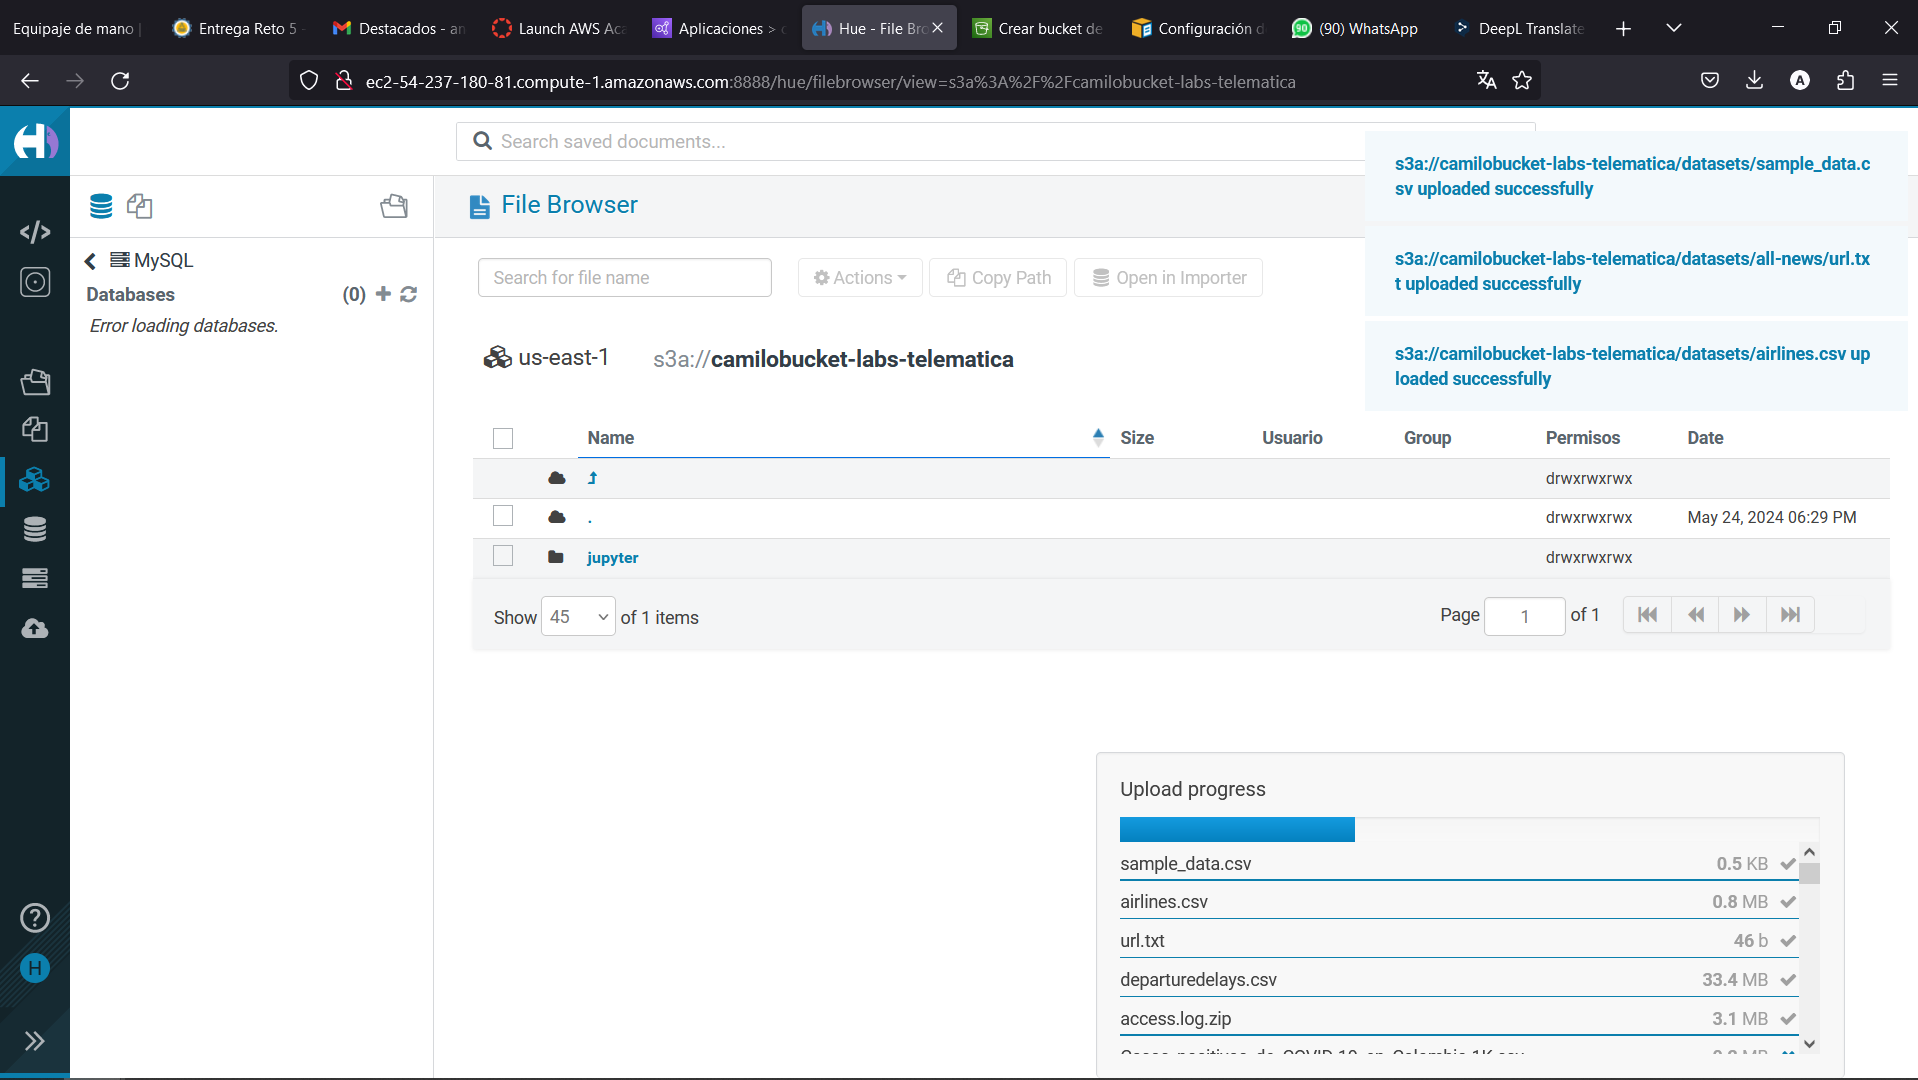 Equipaje de mano
Entrega Reto 5 -
Destacados - an
Launch AWS Aca
Aplicaciones > c
Hue - File Bro
Crear bucket de
Configuración d
(90) WhatsApp
DeepL Translate
ec2-54-237-180-81.compute-1.amazonaws.com:8888/hue/filebrowser/view=s3a%3A%2F%2Fcamilobucket-labs-telematica
Search saved documents...
s3a://camilobucket-labs-telematica/datasets/sample_data.c
sv uploaded successfully
s3a://camilobucket-labs-telematica/datasets/all-news/url.tx
t uploaded successfully
s3a://camilobucket-labs-telematica/datasets/airlines.csv up
loaded successfully
MySQL
Databases (0)
Error loading databases.
File Browser
Search for file name
Actions
Copy Path
Open in Importer
us-east-1 s3a://camilobucket-labs-telematica
Name Size Usuario Group Permisos Date
drwxrwxrwx
. drwxrwxrwx May 24, 2024 06:29 PM
jupyter drwxrwxrwx
Show 45 of 1 items
Page 1 of 1
Upload progress
sample_data.csv 0.5 KB
airlines.csv 0.8 MB
url.txt 46 b
departuredelays.csv 33.4 MB
access.log.zip 3.1 MB
H